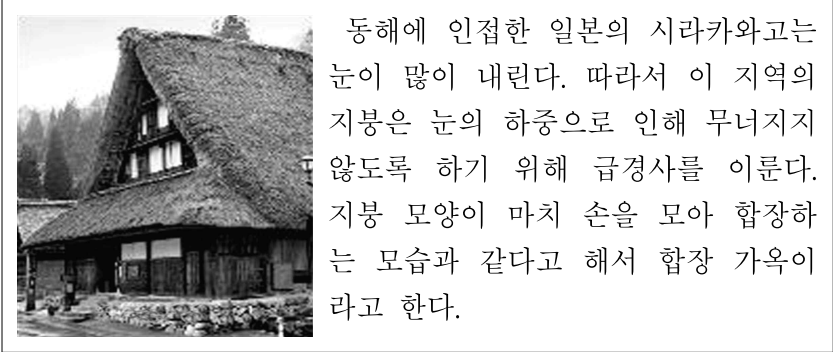 동해에 인접한 일본의 시라카와고는
눈이 많이 내린다. 따라서 이 지역의
지붕은 눈의 하중으로 인해 무너지지
않도록 하기 위해 급경사를 이룬다.
지붕 모양이 마치 손을 모아 합장하
는 모습과 같다고 해서 합장 가옥이
라고 한다.